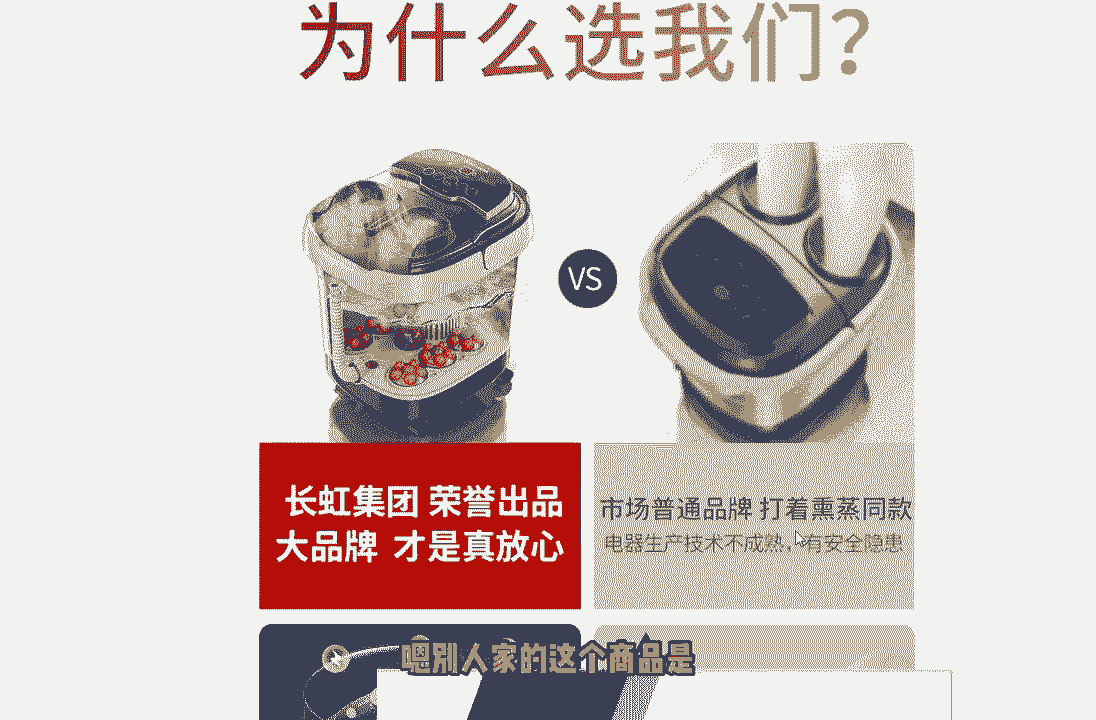 为什么选我们？
VS
长虹集团 荣誉出品
大品牌 才是真放心
市场普通品牌 打着熏蒸同款
电器生产技术不成熟，有安全隐患
嗯别人家的这个商品是